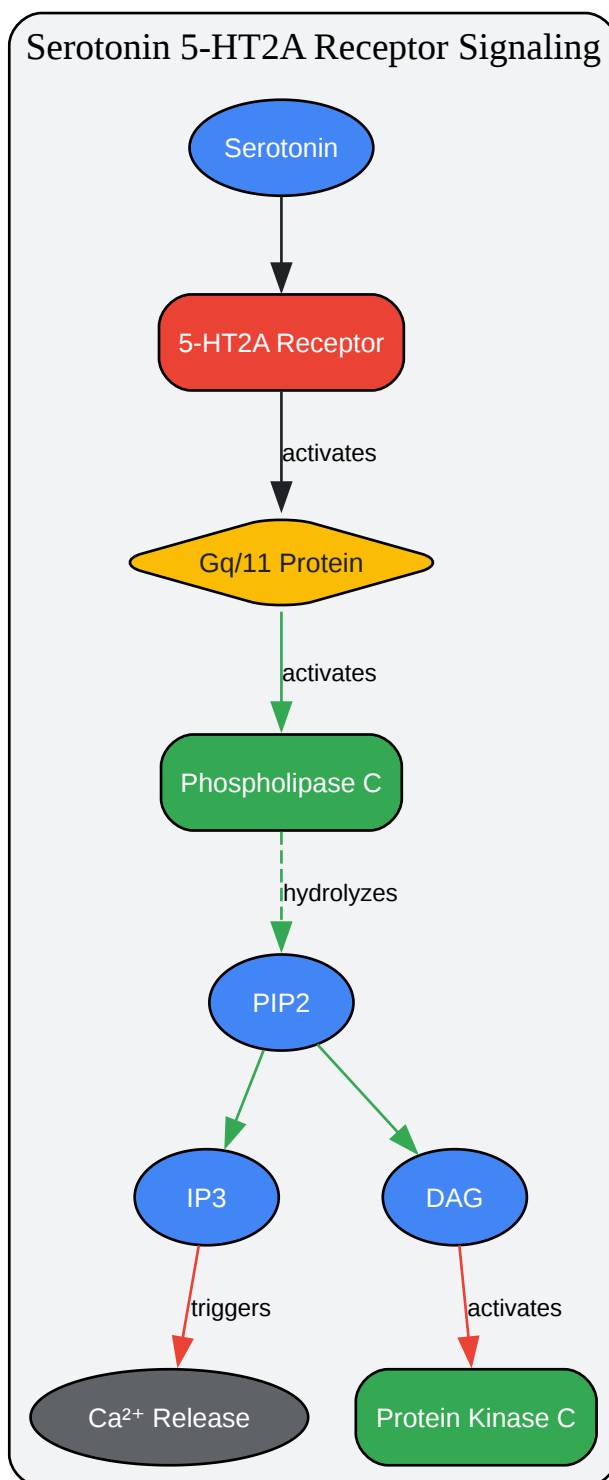 Serotonin 5-HT2A Receptor Signaling
Serotonin
5-HT2A Receptor
activates
Gq/11 Protein
activates
Phospholipase C
hydrolyzes
PIP2
IP3
DAG
triggers
activates
Ca²⁺ Release
Protein Kinase C